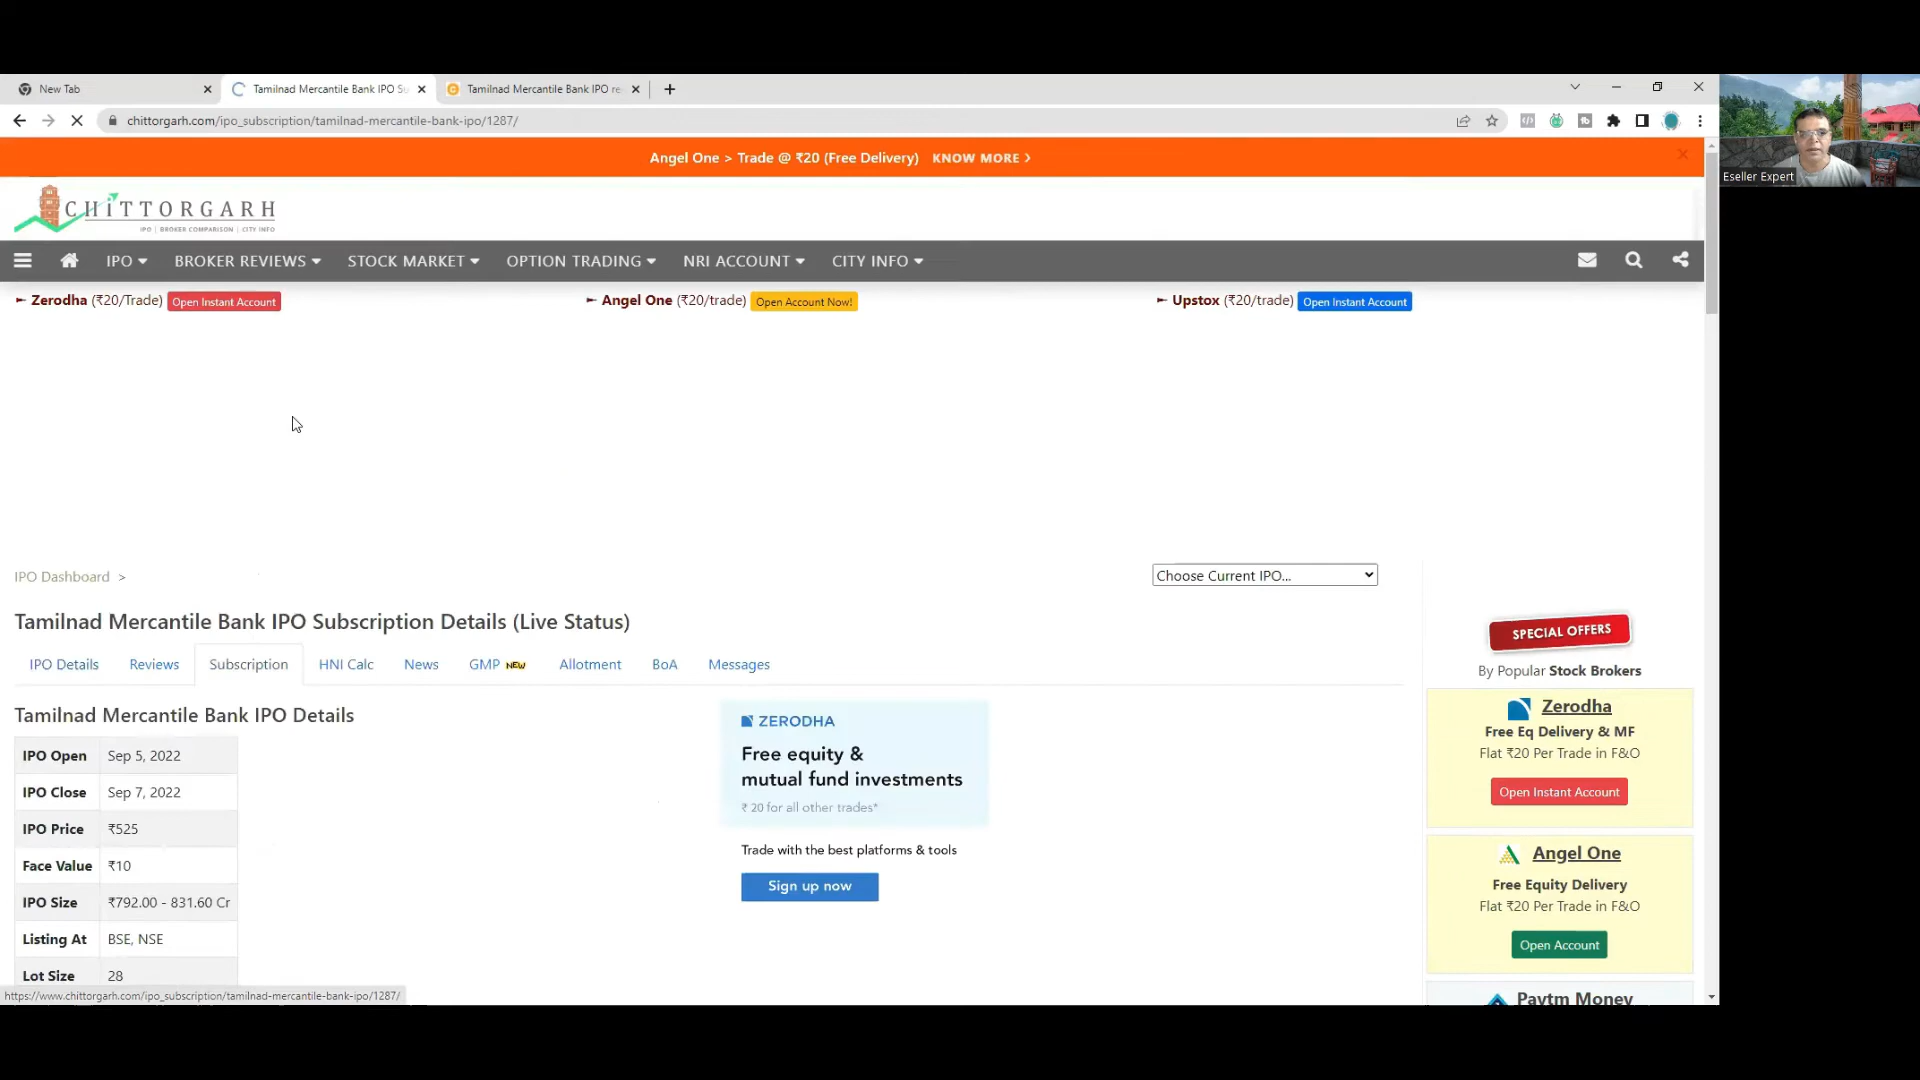 New Tab
Tamilnad Mercantile Bank IPO Su
Tamilnad Mercantile Bank IPO re
chittorgarh.com/ipo_subscription/tamilnad-mercantile-bank-ipo/1287/
Angel One > Trade @ ₹20 (Free Delivery) KNOW MORE
Eseller Expert
CHITTORGARH
IPO | BROKER COMPARISON | CITY INFO
IPO
BROKER REVIEWS
STOCK MARKET
OPTION TRADING
NRI ACCOUNT
CITY INFO
Zerodha (₹20/Trade) Open Instant Account
Angel One (₹20/trade) Open Account Now!
Upstox (₹20/trade) Open Instant Account
IPO Dashboard >
Choose Current IPO...
Tamilnad Mercantile Bank IPO Subscription Details (Live Status)
IPO Details
Reviews
Subscription
HNI Calc
News
GMP NEW
Allotment
BoA
Messages
Tamilnad Mercantile Bank IPO Details
IPO Open Sep 5, 2022
IPO Close Sep 7, 2022
IPO Price ₹525
Face Value ₹10
IPO Size ₹792.00 - 831.60 Cr
Listing At BSE, NSE
Lot Size 28
ZERODHA
Free equity &
mutual fund investments
₹ 20 for all other trades*
Trade with the best platforms & tools
Sign up now
SPECIAL OFFERS
By Popular Stock Brokers
Zerodha
Free Eq Delivery & MF
Flat ₹20 Per Trade in F&O
Open Instant Account
Angel One
Free Equity Delivery
Flat ₹20 Per Trade in F&O
Open Account
Paytm Money
https://www.chittorgarh.com/ipo_subscription/tamilnad-mercantile-bank-ipo/1287/